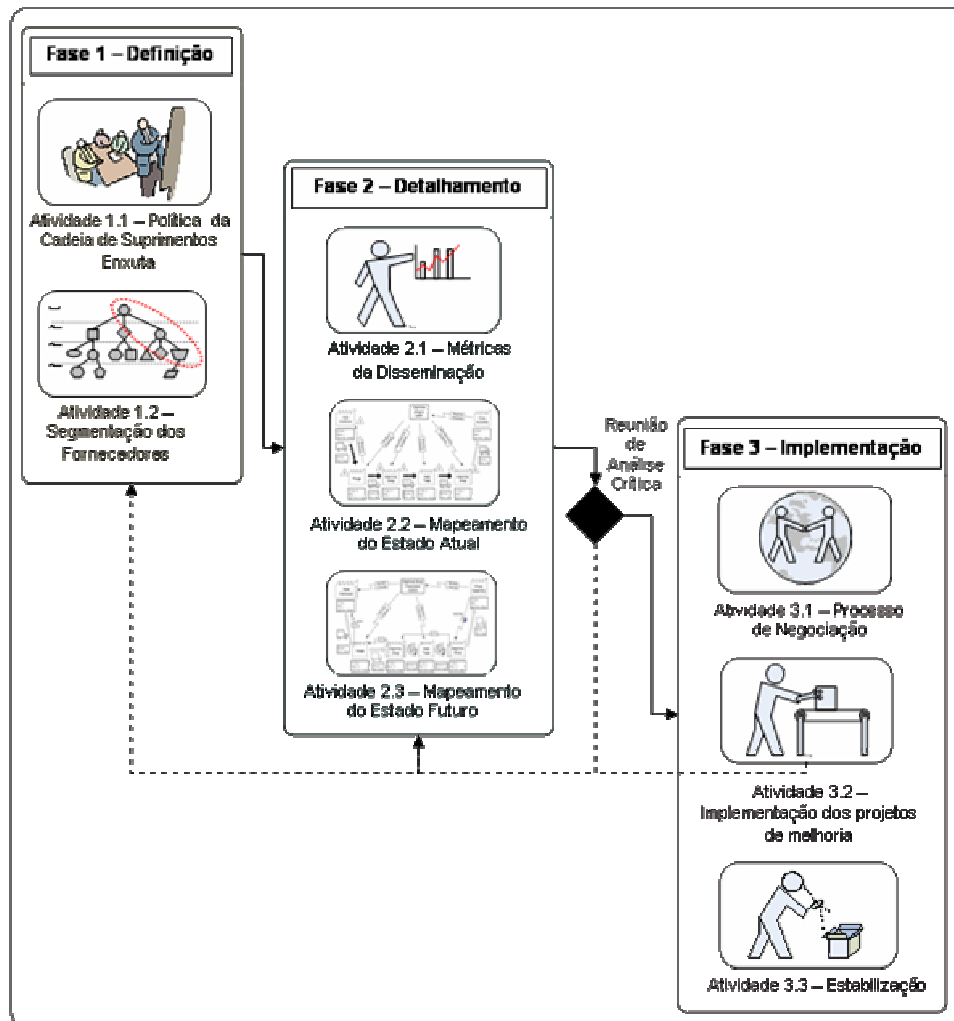 Fase 1 – Definição
Atividade 1.1 – Política da
Cadeia de Suprimentos
Enxuta
Atividade 1.2 –
Segmentação dos
Fornecedores
Fase 2 – Detalhamento
Atividade 2.1 – Métricas
da Disseminação
Atividade 2.2 – Mapeamento
do Estado Atual
Atividade 2.3 – Mapeamento
do Estado Futuro
Reunião
de
Análise
Crítica
Fase 3 – Implementação
Atividade 3.1 – Processo
de Negociação
Atividade 3.2 –
Implementação dos projetos
de melhoria
Atividade 3.3 – Estabilização